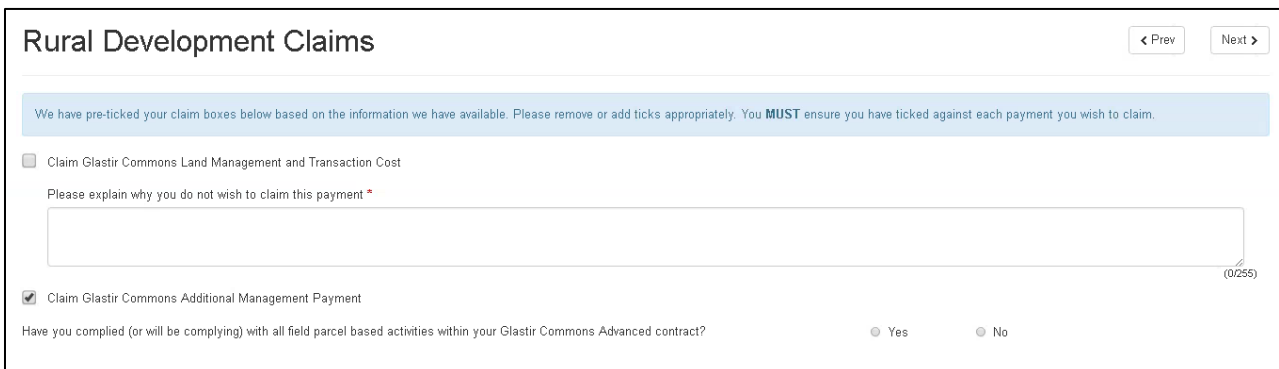 Rural Development Claims
Prev
Next
We have pre-ticked your claim boxes below based on the information we have available. Please remove or add ticks appropriately. You MUST ensure you have ticked against each payment you wish to claim.
Claim Glastir Commons Land Management and Transaction Cost
Please explain why you do not wish to claim this payment *
(0/255)
Claim Glastir Commons Additional Management Payment
Have you complied (or will be complying) with all field parcel based activities within your Glastir Commons Advanced contract? Yes No